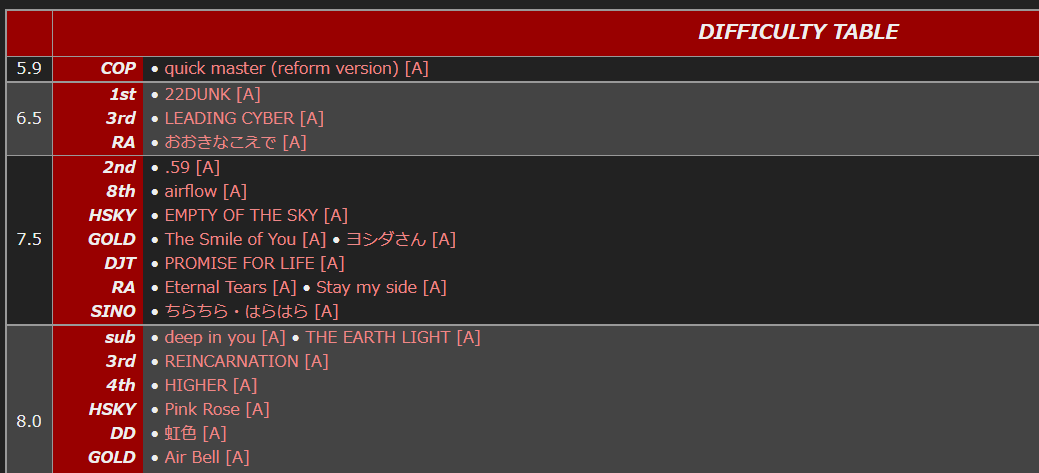 DIFFICULTY TABLE
5.9 COP • quick master (reform version) [A]
1st • 22DUNK [A]
6.5 3rd • LEADING CYBER [A]
RA • おおきなこえで [A]
2nd • .59 [A]
8th • airflow [A]
HSKY • EMPTY OF THE SKY [A]
7.5 GOLD • The Smile of You [A] • ヨシダさん [A]
DJT • PROMISE FOR LIFE [A]
RA • Eternal Tears [A] • Stay my side [A]
SINO • ちらちら・はらはら [A]
sub • deep in you [A] • THE EARTH LIGHT [A]
3rd • REINCARNATION [A]
4th • HIGHER [A]
HSKY • Pink Rose [A]
8.0 DD • 虹色 [A]
GOLD • Air Bell [A]